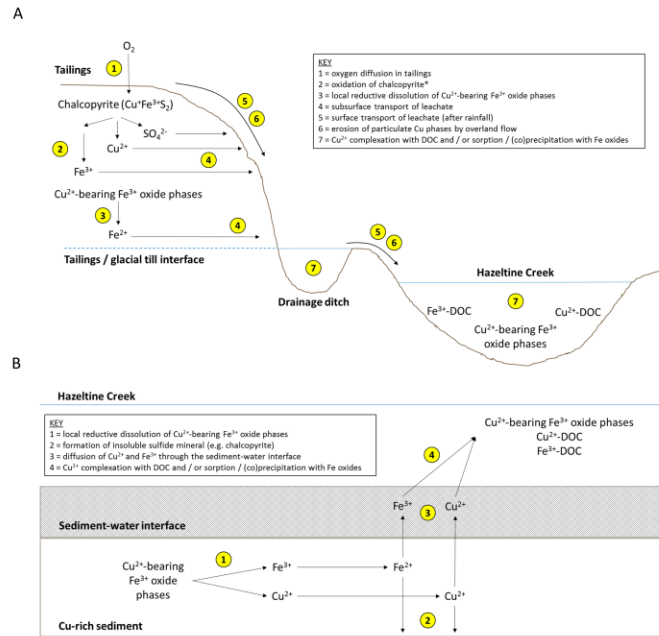 A
O₂
1
Tailings
KEY
1 = oxygen diffusion in tailings
2 = oxidation of chalcopyrite*
3 = local reductive dissolution of Cu²⁺-bearing Fe³⁺ oxide phases
4 = subsurface transport of leachate
5 = surface transport of leachate (after rainfall)
6 = erosion of particulate Cu phases by overland flow
7 = Cu²⁺ complexation with DOC and / or sorption / (co)precipitation with Fe oxides
Chalcopyrite (Cu⁺Fe³⁺S₂)
5
6
SO₄²⁻
2
Cu²⁺
4
Fe³⁺
Cu²⁺-bearing Fe³⁺ oxide phases
3
4
Fe²⁺
5
6
Tailings / glacial till interface
7
Hazeltine Creek
Drainage ditch
7
Fe³⁺-DOC
Cu²⁺-DOC
Cu²⁺-bearing Fe³⁺
oxide phases
B
Hazeltine Creek
KEY
1 = local reductive dissolution of Cu²⁺-bearing Fe³⁺ oxide phases
2 = formation of insoluble sulfide mineral (e.g. chalcopyrite)
3 = diffusion of Cu²⁺ and Fe³⁺ through the sediment-water interface
4 = Cu²⁺ complexation with DOC and / or sorption / (co)precipitation with Fe oxides
Cu²⁺-bearing Fe³⁺ oxide phases
Cu²⁺-DOC
Fe³⁺-DOC
4
Fe³⁺
3
Cu²⁺
Sediment-water interface
Cu²⁺-bearing
Fe³⁺ oxide
phases
1
Fe³⁺
Fe²⁺
Cu²⁺
Cu²⁺
2
Cu-rich sediment